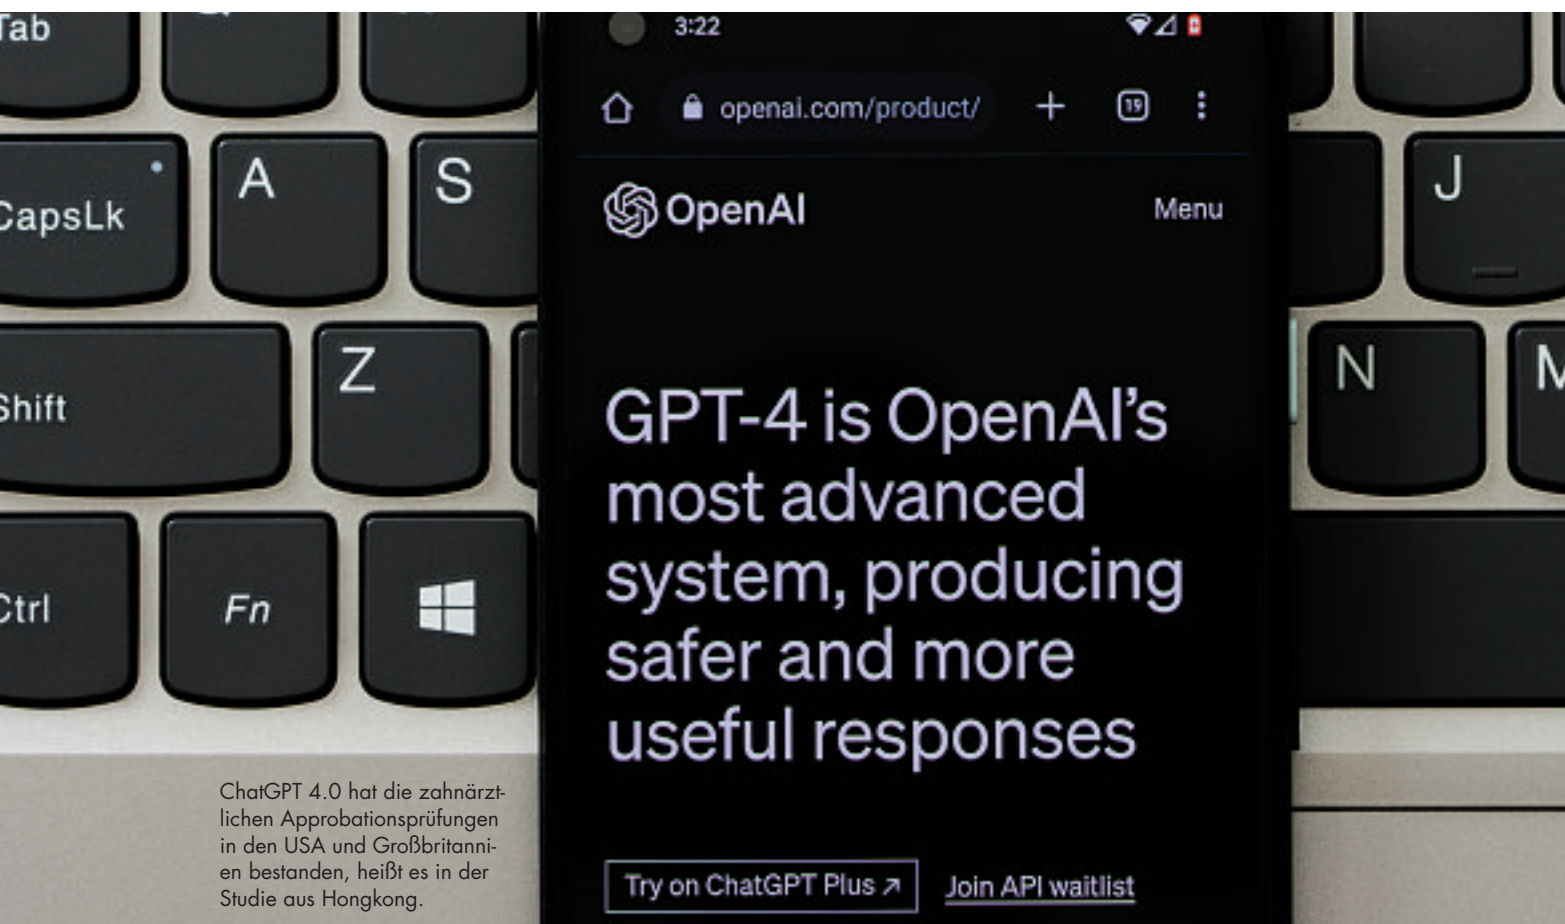 Tab
3:22
openai.com/product/
19
CapsLk
A
S
OpenAI
Menu
J
Shift
Z
N
M
GPT-4 is OpenAI's
most advanced
system, producing
safer and more
useful responses
Ctrl
Fn
ChatGPT 4.0 hat die zahnärzt-
lichen Approbationsprüfungen
in den USA und Großbritanni-
en bestanden, heißt es in der
Studie aus Hongkong.
Try on ChatGPT Plus ↗
Join API waitlist